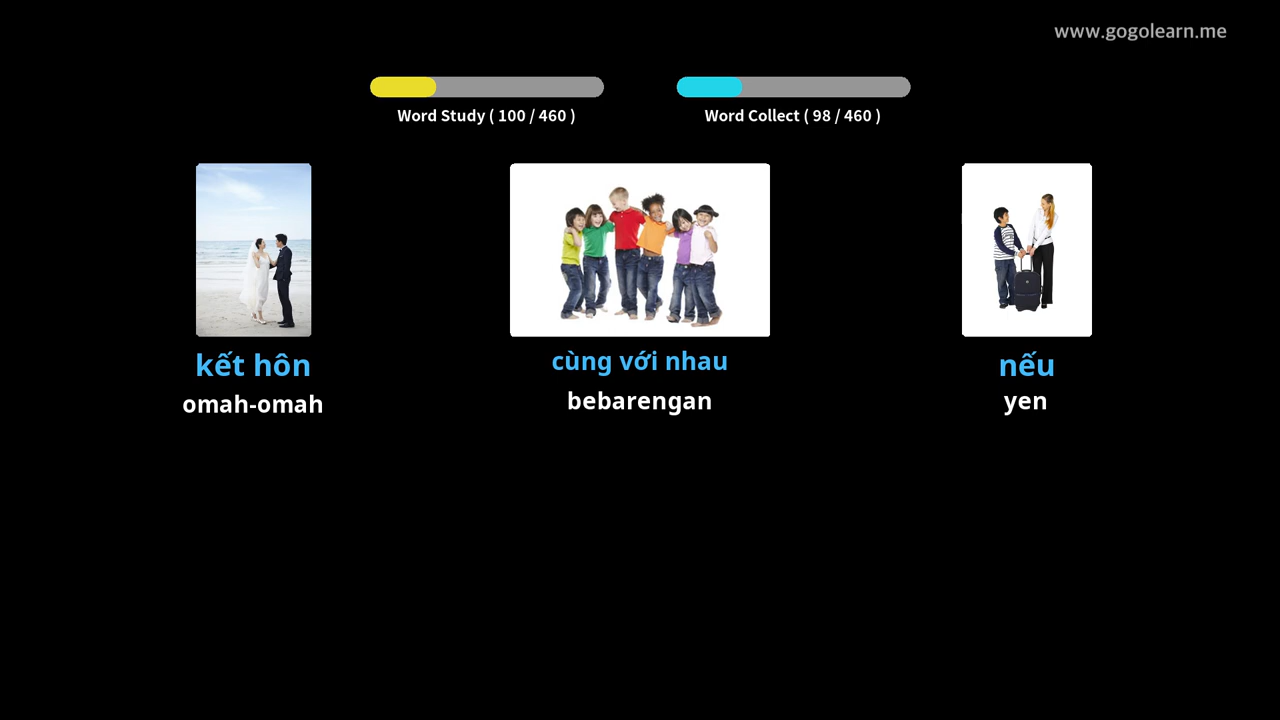 www.gogolearn.me
Word Study ( 100 / 460 )
Word Collect ( 98 / 460 )
kết hôn
omah-omah
cùng với nhau
bebarengan
nếu
yen